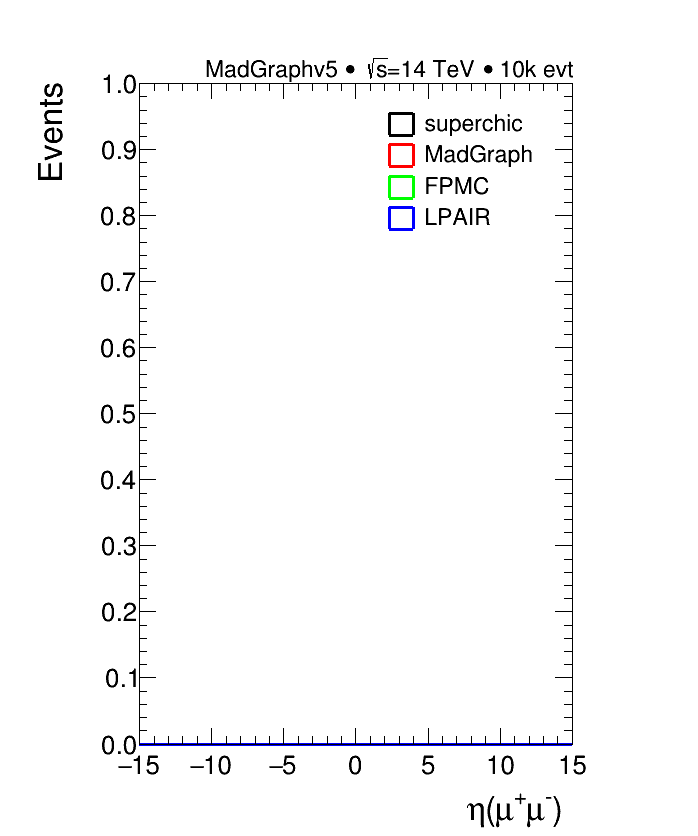 MadGraphv5 • √s=14 TeV • 10k evt
Events
superchic
MadGraph
FPMC
LPAIR
1.0
0.9
0.8
0.7
0.6
0.5
0.4
0.3
0.2
0.1
0.0
−15 −10 −5 0 5 10 15
η(μ⁺μ⁻)